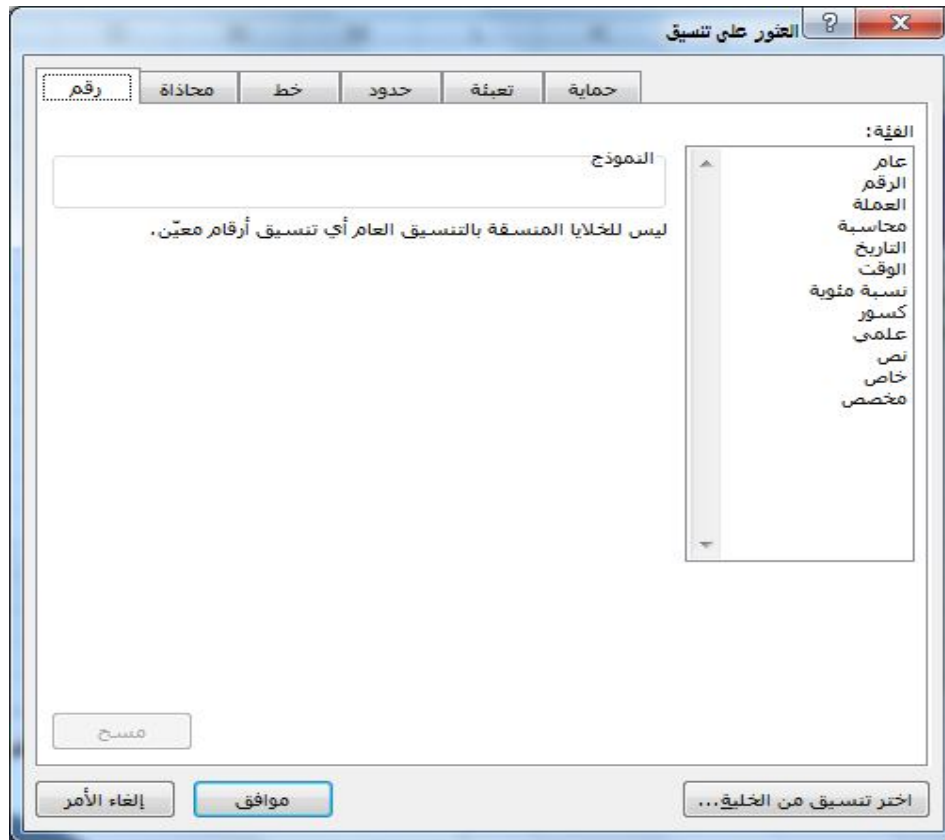 العثور على تنسيق
رقم
محاذاة
خط
حدود
تعبئة
حماية
الفئة:
عام
الرقم
العملة
محاسبة
التاريخ
الوقت
نسبة مئوية
كسور
علمي
نص
خاص
مخصص
النموذج
ليس للخلايا المنسقة بالتنسيق العام أي تنسيق أرقام معيّن.
مسح
اختر تنسيق من الخلية...
موافق
إلغاء الأمر